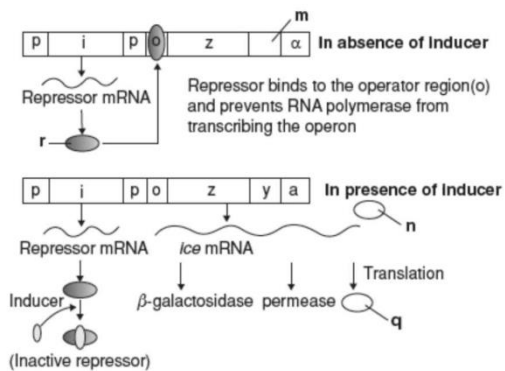 m
p i p o z α In absence of Inducer
Repressor mRNA
Repressor binds to the operator region(o)
and prevents RNA polymerase from
transcribing the operon
r
p i p o z y a In presence of Inducer
n
Repressor mRNA ice mRNA
Translation
Inducer β-galactosidase permease
q
(Inactive repressor)